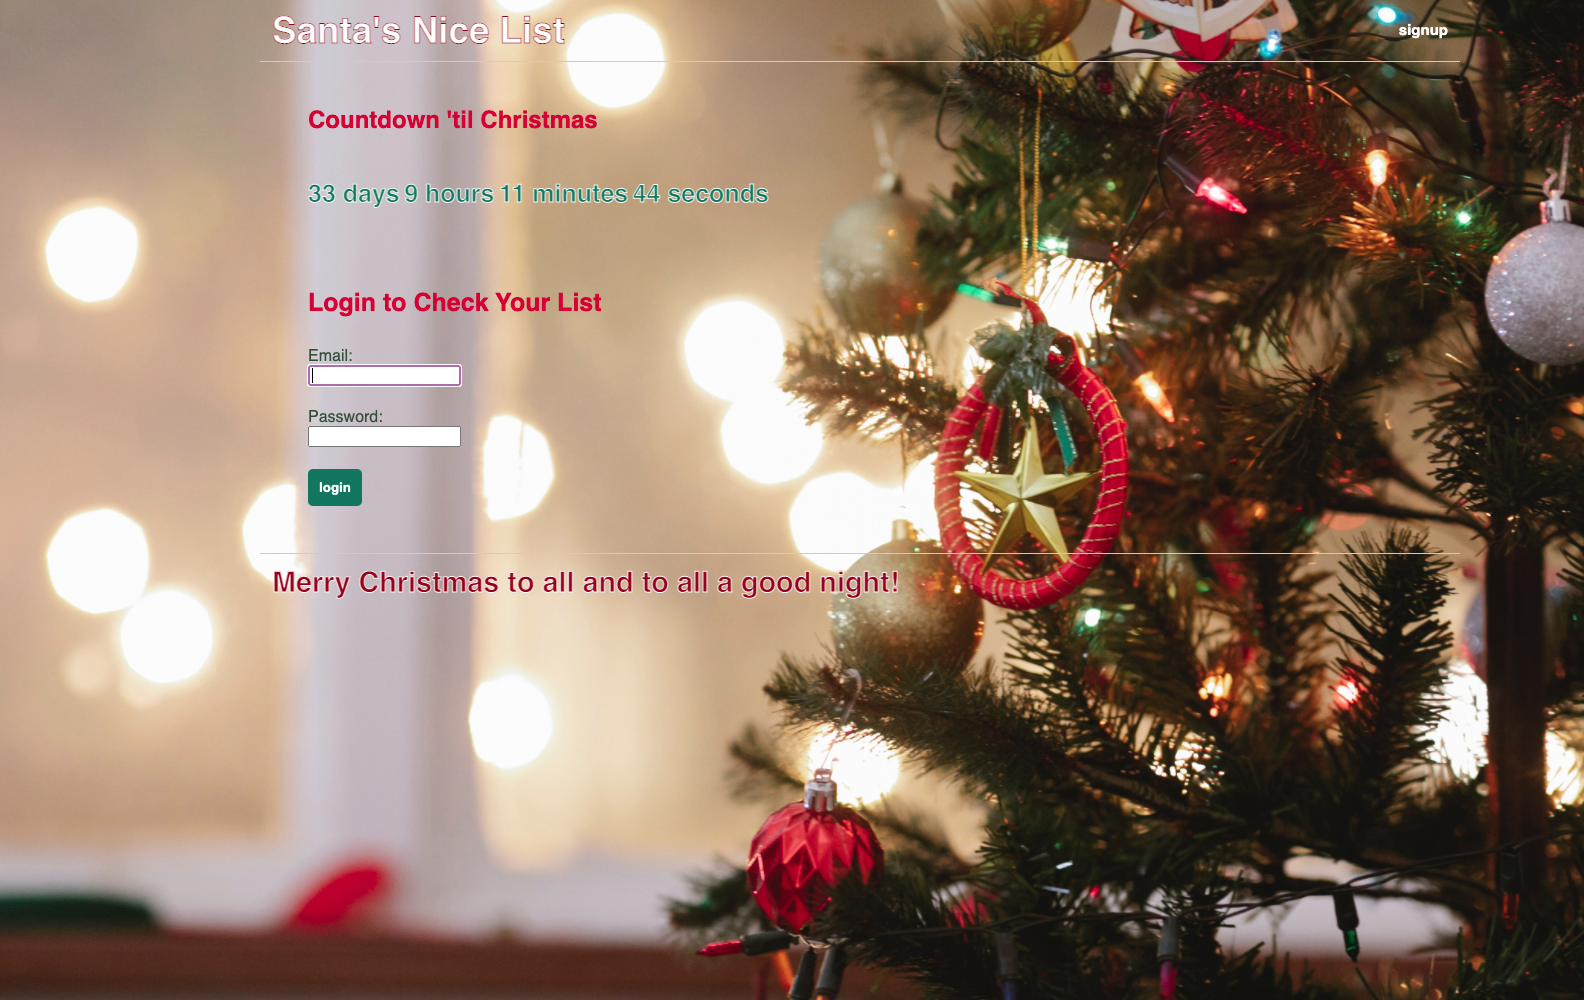 Santa's Nice List
signup
Countdown 'til Christmas
33 days 9 hours 11 minutes 44 seconds
Login to Check Your List
Email:
Password:
login
Merry Christmas to all and to all a good night!